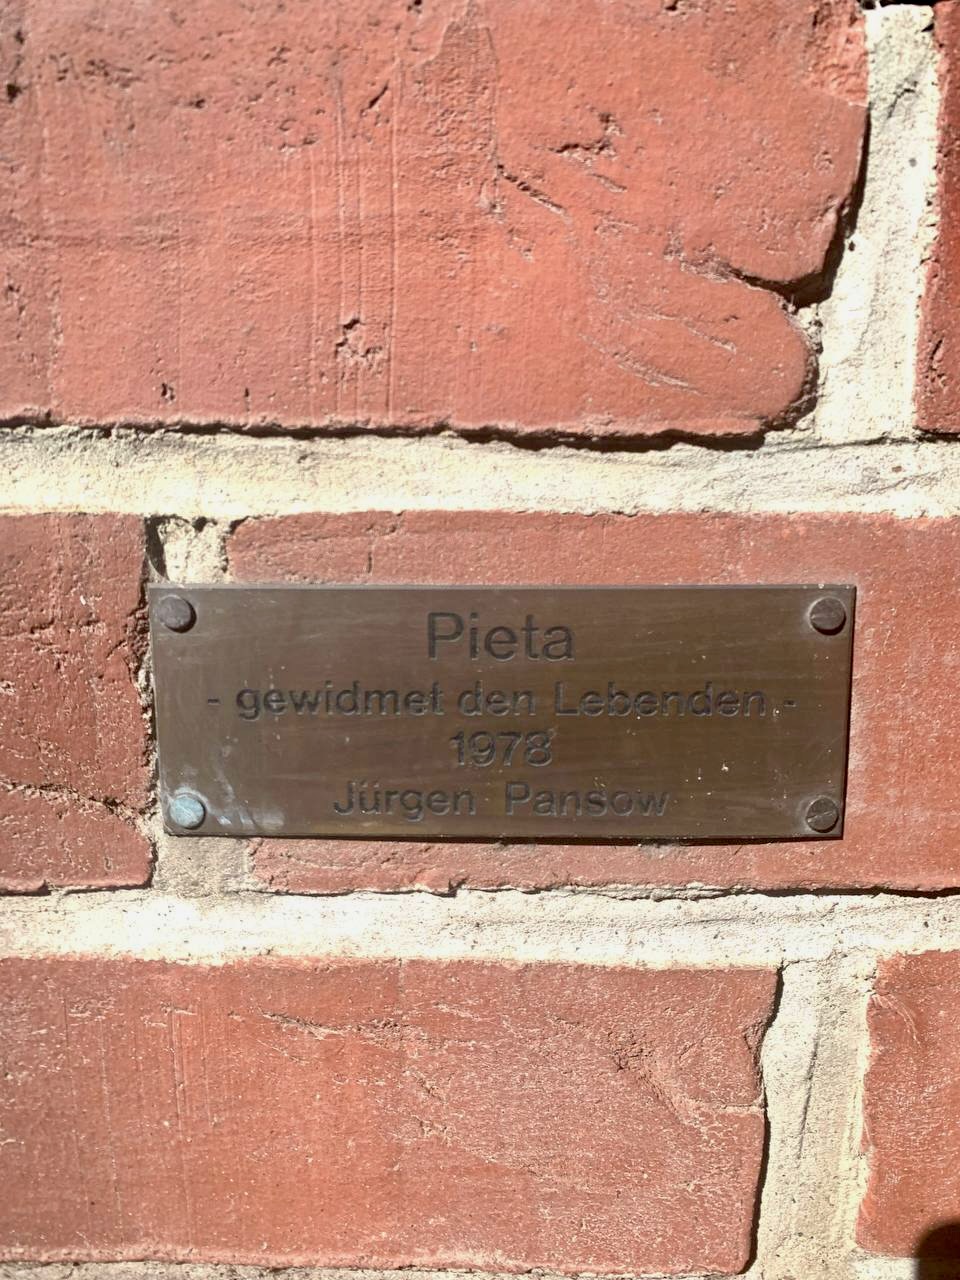 Pieta
- gewidmet den Lebenden -
1978
Jürgen Pansow